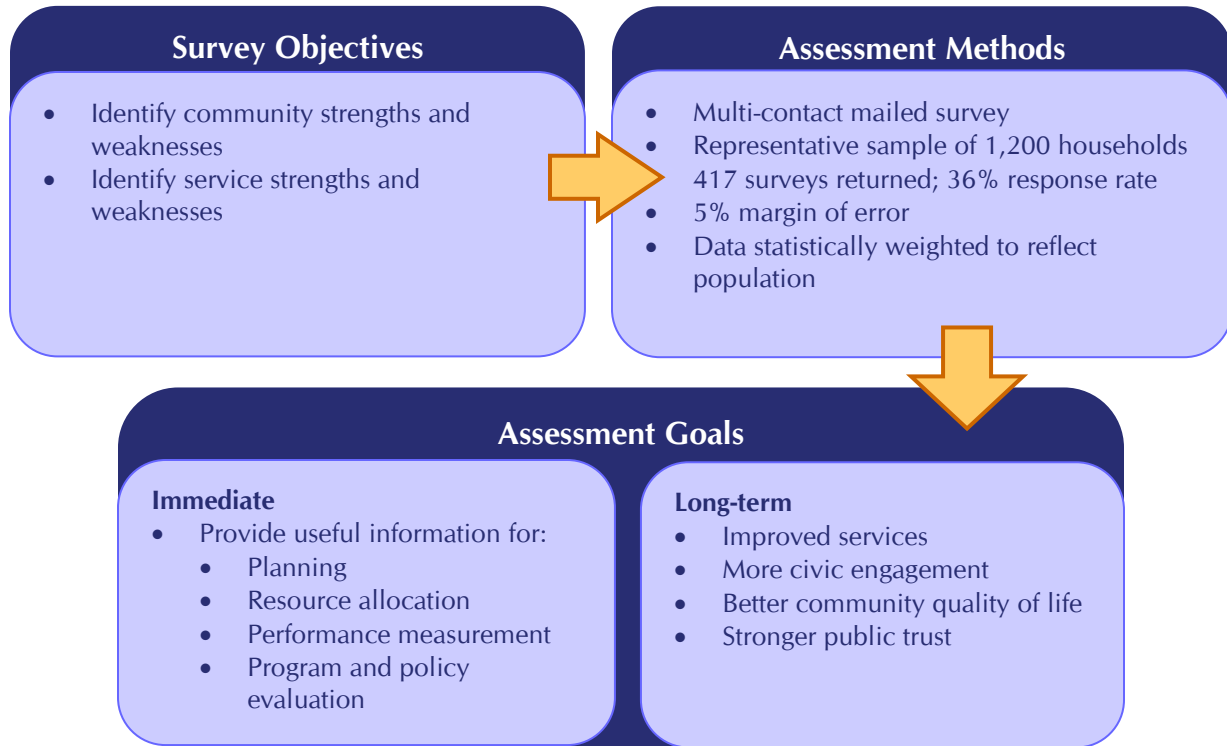 Survey Objectives
• Identify community strengths and
weaknesses
• Identify service strengths and
weaknesses
Assessment Methods
• Multi-contact mailed survey
• Representative sample of 1,200 households
417 surveys returned; 36% response rate
• 5% margin of error
• Data statistically weighted to reflect
population
Assessment Goals
Immediate
• Provide useful information for:
• Planning
• Resource allocation
• Performance measurement
• Program and policy
evaluation
Long-term
• Improved services
• More civic engagement
• Better community quality of life
• Stronger public trust